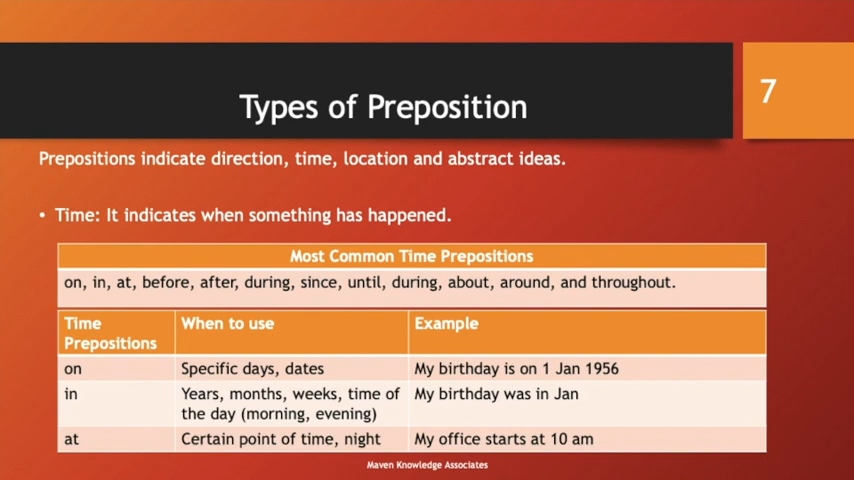 Types of Preposition
7
Prepositions indicate direction, time, location and abstract ideas.
• Time: It indicates when something has happened.
Most Common Time Prepositions
on, in, at, before, after, during, since, until, during, about, around, and throughout.
Time Prepositions
When to use
Example
on
Specific days, dates
My birthday is on 1 Jan 1956
in
Years, months, weeks, time of
the day (morning, evening)
My birthday was in Jan
at
Certain point of time, night
My office starts at 10 am
Maven Knowledge Associates